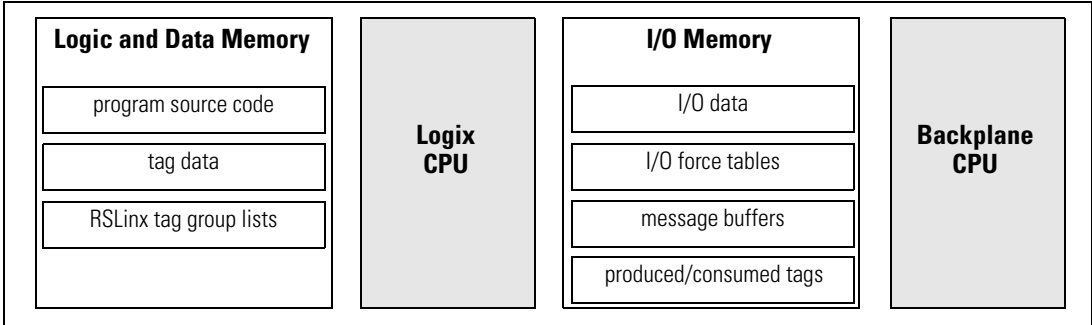 Logic and Data Memory
program source code
tag data
RSLinx tag group lists
Logix
CPU
I/O Memory
I/O data
I/O force tables
message buffers
produced/consumed tags
Backplane
CPU